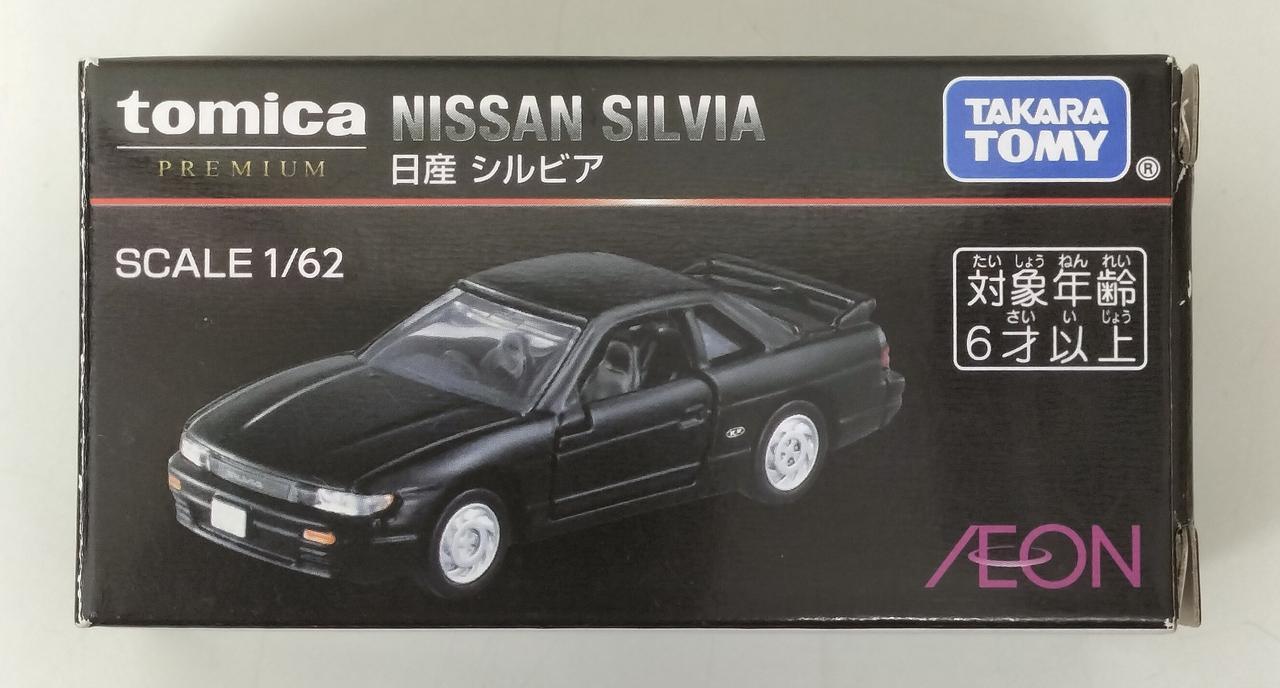 tomica
PREMIUM
NISSAN SILVIA
日産 シルビア
TAKARA
TOMY
®
SCALE 1/62
たい しょう ねん れい
対象年齢
さい い じょう
6才以上
ÆON